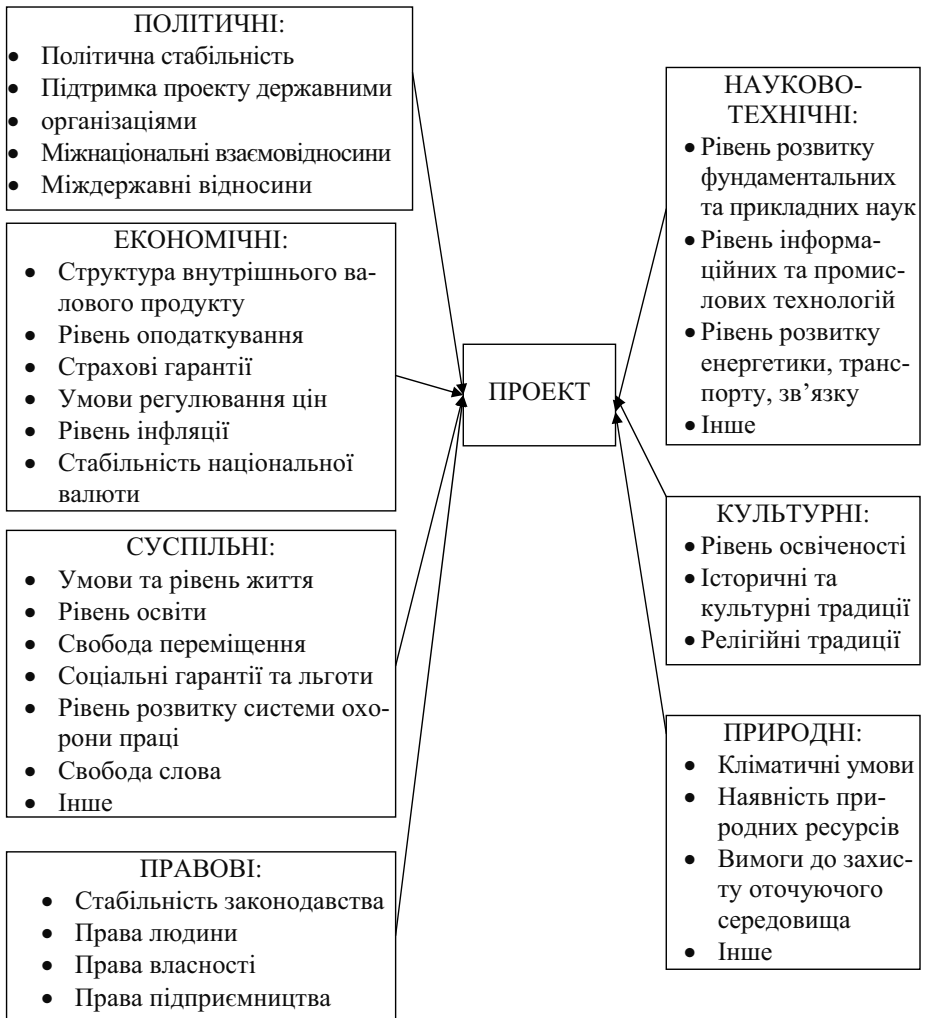 ПОЛІТИЧНІ:
• Політична стабільність
• Підтримка проекту державними
• організаціями
• Міжнаціональні взаємовідносини
• Міждержавні відносини
ЕКОНОМІЧНІ:
• Структура внутрішнього ва-
лового продукту
• Рівень оподаткування
• Страхові гарантії
• Умови регулювання цін
• Рівень інфляції
• Стабільність національної
валюти
СУСПІЛЬНІ:
• Умови та рівень життя
• Рівень освіти
• Свобода переміщення
• Соціальні гарантії та льготи
• Рівень розвитку системи охо-
рони праці
• Свобода слова
• Інше
ПРАВОВІ:
• Стабільність законодавства
• Права людини
• Права власності
• Права підприємництва
ПРОЕКТ
НАУКОВО-
ТЕХНІЧНІ:
• Рівень розвитку
фундаментальних
та прикладних наук
• Рівень інформа-
ційних та промис-
лових технологій
• Рівень розвитку
енергетики, транс-
порту, зв’язку
• Інше
КУЛЬТУРНІ:
• Рівень освіченості
• Історичні та
культурні традиції
• Релігійні традиції
ПРИРОДНІ:
• Кліматичні умови
• Наявність при-
родних ресурсів
• Вимоги до захис-
ту оточуючого
середовища
• Інше